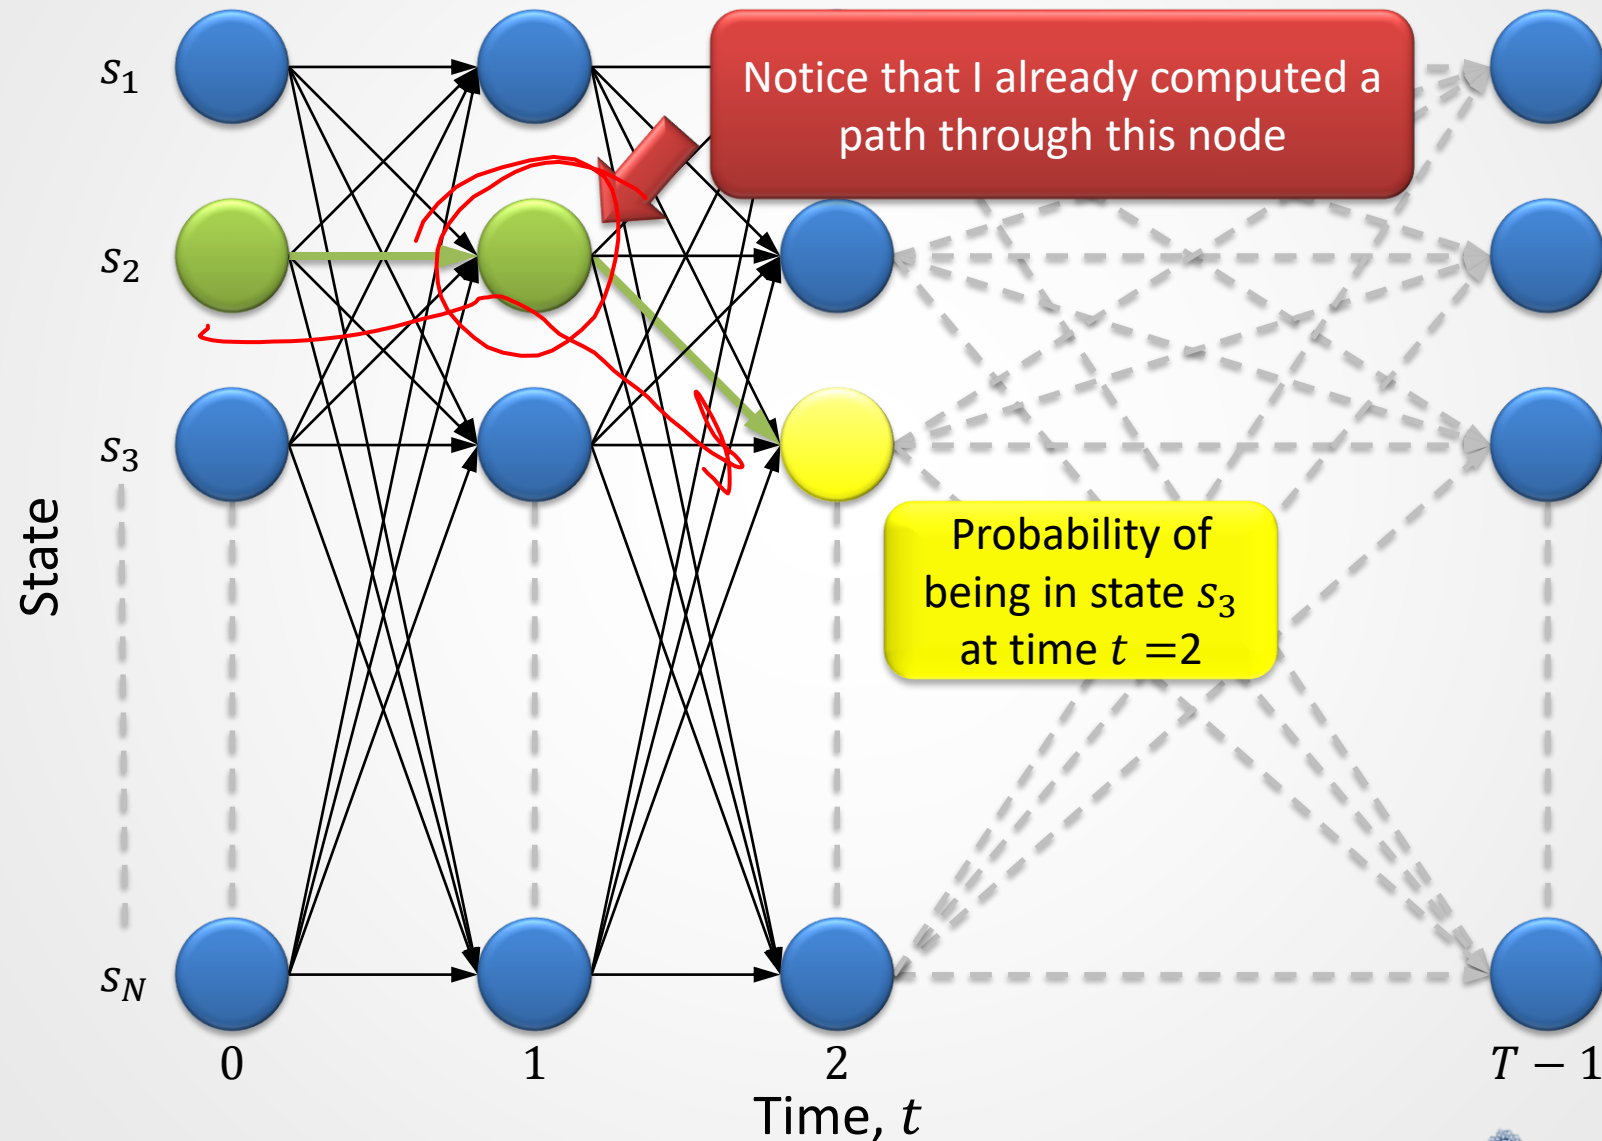 s₁
Notice that I already computed a
path through this node
s₂
s₃
State
Probability of
being in state s₃
at time t =2
s_N
0 1 2 T − 1
Time, t